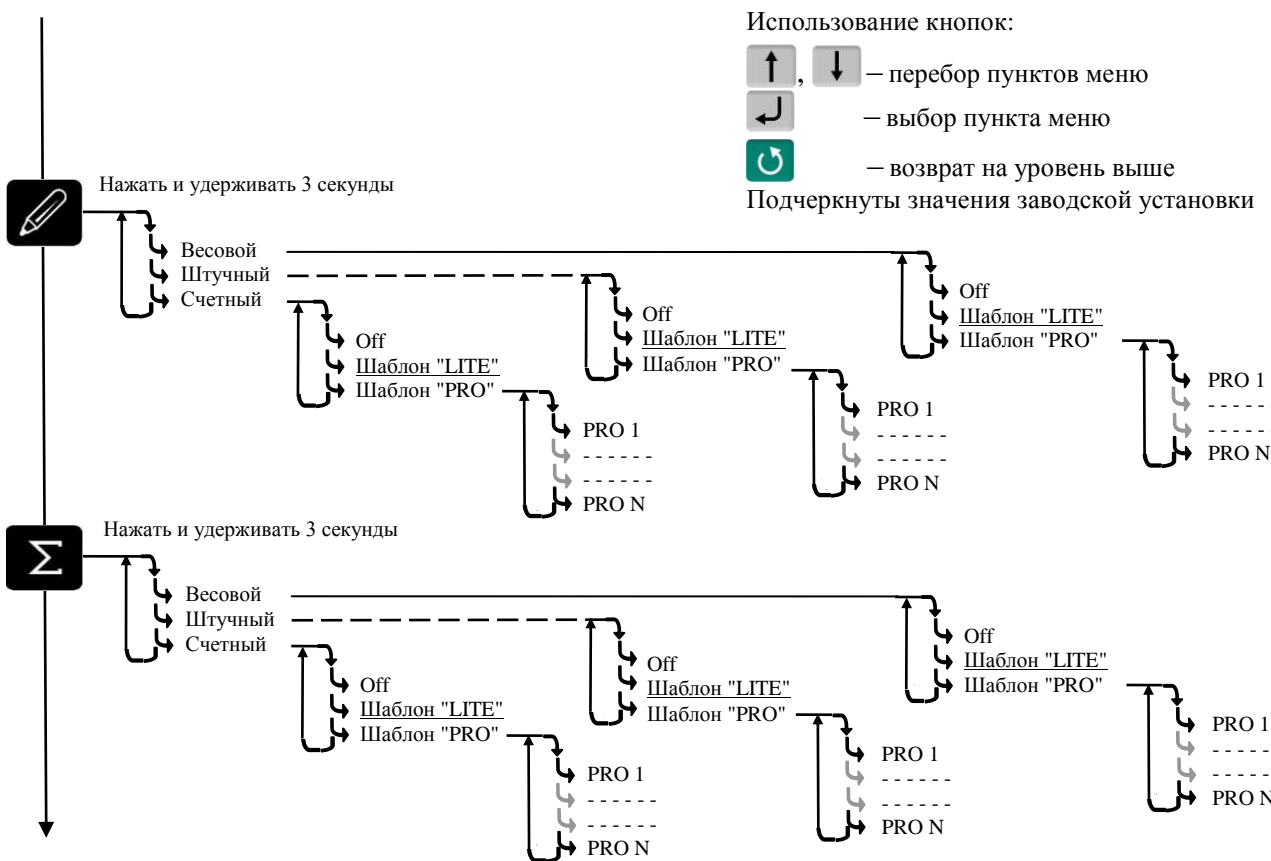 Использование кнопок:
, – перебор пунктов меню
– выбор пункта меню
– возврат на уровень выше
Подчеркнуты значения заводской установки
Нажать и удерживать 3 секунды
Весовой
Штучный
Счетный
Off
Шаблон "LITE"
Шаблон "PRO"
PRO 1
- - - - - -
- - - - - -
PRO N
Off
Шаблон "LITE"
Шаблон "PRO"
PRO 1
- - - - - -
- - - - - -
PRO N
Off
Шаблон "LITE"
Шаблон "PRO"
PRO 1
- - - - -
- - - - -
PRO N
Σ
Нажать и удерживать 3 секунды
Весовой
Штучный
Счетный
Off
Шаблон "LITE"
Шаблон "PRO"
PRO 1
- - - - - -
- - - - - -
PRO N
Off
Шаблон "LITE"
Шаблон "PRO"
PRO 1
- - - - - -
- - - - - -
PRO N
Off
Шаблон "LITE"
Шаблон "PRO"
PRO 1
- - - - -
- - - - -
PRO N